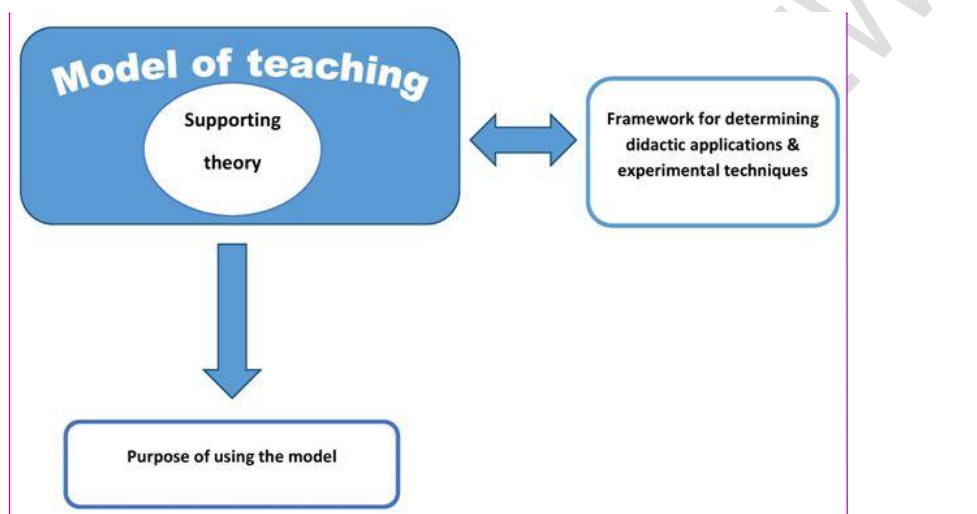 Model of teaching
Supporting
theory
Framework for determining
didactic applications &
experimental techniques
Purpose of using the model